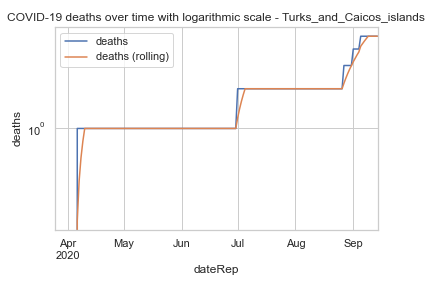 COVID-19 deaths over time with logarithmic scale - Turks_and_Caicos_islands
deaths
deaths (rolling)
deaths
10⁰
Apr May Jun Jul Aug Sep
2020
dateRep